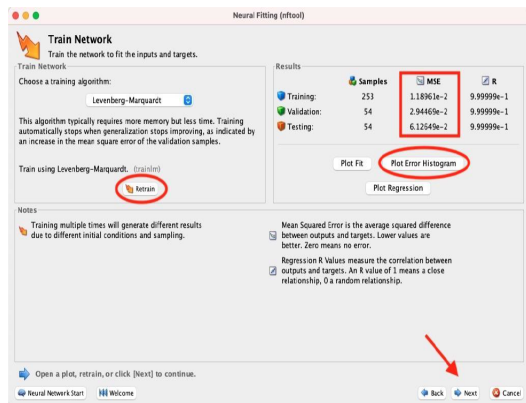 Neural Fitting (nftool)
Train Network
Train the network to fit the inputs and targets.
Train Network
Choose a training algorithm:
Levenberg-Marquardt
This algorithm typically requires more memory but less time. Training
automatically stops when generalization stops improving, as indicated by
an increase in the mean square error of the validation samples.
Train using Levenberg-Marquardt. (trainlm)
Retrain
Results
Samples MSE R
Training: 253 1.18961e-2 9.99999e-1
Validation: 54 2.94469e-2 9.99999e-1
Testing: 54 6.12649e-2 9.99999e-1
Plot Fit Plot Error Histogram
Plot Regression
Notes
Training multiple times will generate different results
due to different initial conditions and sampling.
Mean Squared Error is the average squared difference
between outputs and targets. Lower values are
better. Zero means no error.
Regression R Values measure the correlation between
outputs and targets. An R value of 1 means a close
relationship, 0 a random relationship.
Open a plot, retrain, or click [Next] to continue.
Neural Network Start Welcome Back Next Cancel